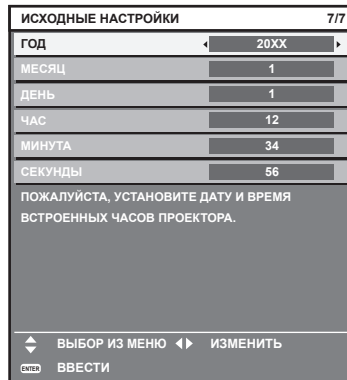 ИСХОДНЫЕ НАСТРОЙКИ 7/7
ГОД 20XX
МЕСЯЦ 1
ДЕНЬ 1
ЧАС 12
МИНУТА 34
СЕКУНДЫ 56
ПОЖАЛУЙСТА, УСТАНОВИТЕ ДАТУ И ВРЕМЯ
ВСТРОЕННЫХ ЧАСОВ ПРОЕКТОРА.
ВЫБОР ИЗ МЕНЮ ИЗМЕНИТЬ
ENTER ВВЕСТИ